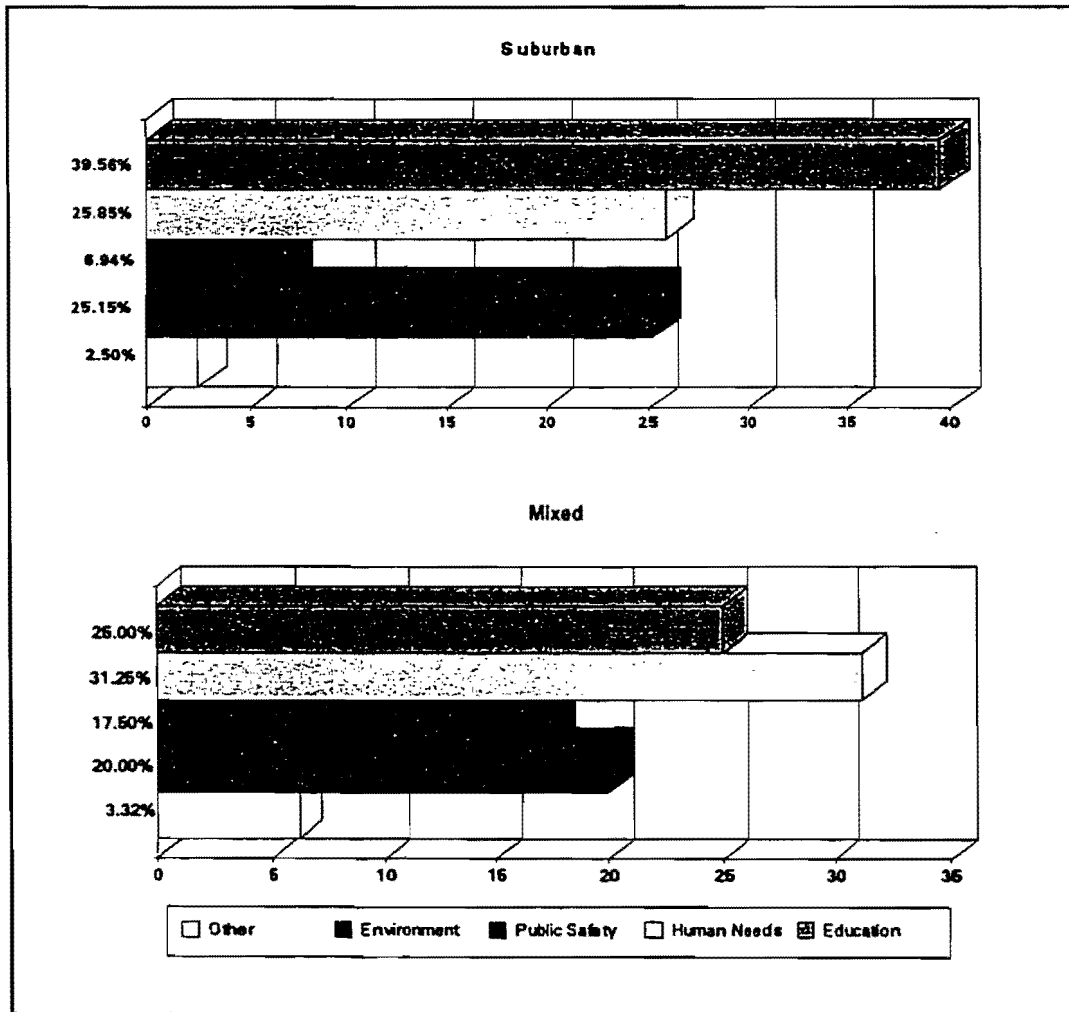 Suburban
39.56%
25.85%
6.94%
25.15%
2.50%
0 5 10 15 20 25 30 35 40
Mixed
25.00%
31.25%
17.50%
20.00%
3.32%
0 5 10 15 20 25 30 35
Other Environment Public Safety Human Needs Education